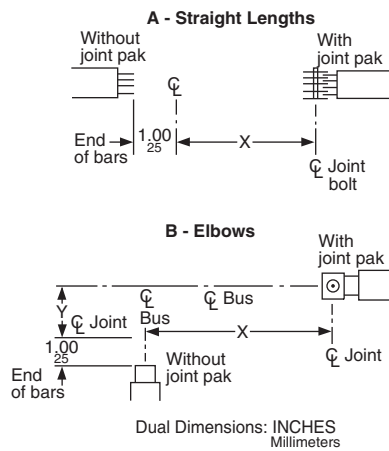 A - Straight Lengths
Without
joint pak
With
joint pak
℄
End
of bars
1.00
25
X
℄ Joint
bolt
B - Elbows
With
joint pak
℄
Bus
℄ Bus
Y
℄ Joint
X
1.00
25
Without
joint pak
℄ Joint
End
of bars
Dual Dimensions: INCHES
Millimeters